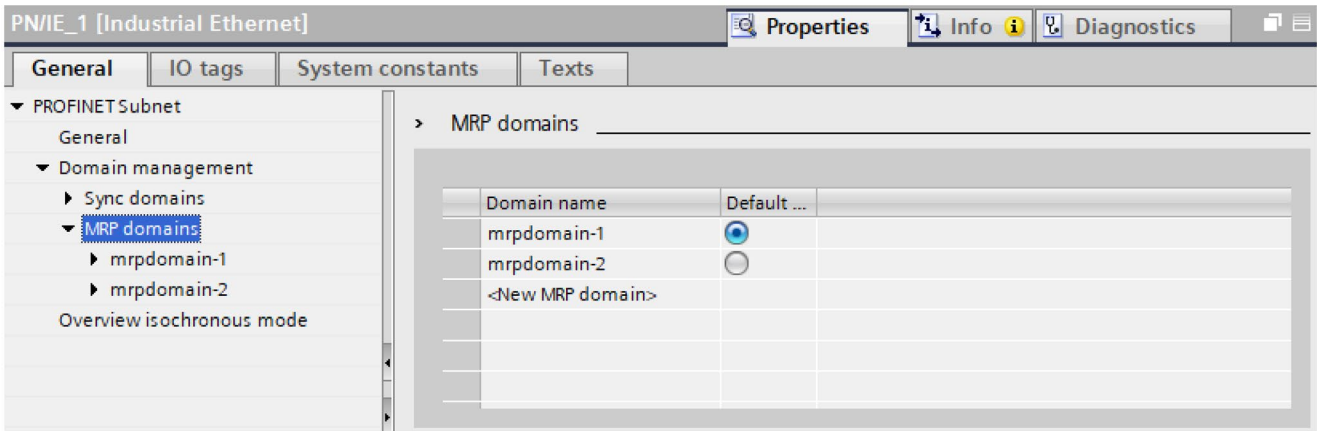 PN/IE_1 [Industrial Ethernet]
Properties
Info
Diagnostics
General
IO tags
System constants
Texts
PROFINET Subnet
General
Domain management
Sync domains
MRP domains
mrpdomain-1
mrpdomain-2
Overview isochronous mode
MRP domains
Domain name
Default ...
mrpdomain-1
mrpdomain-2
<New MRP domain>